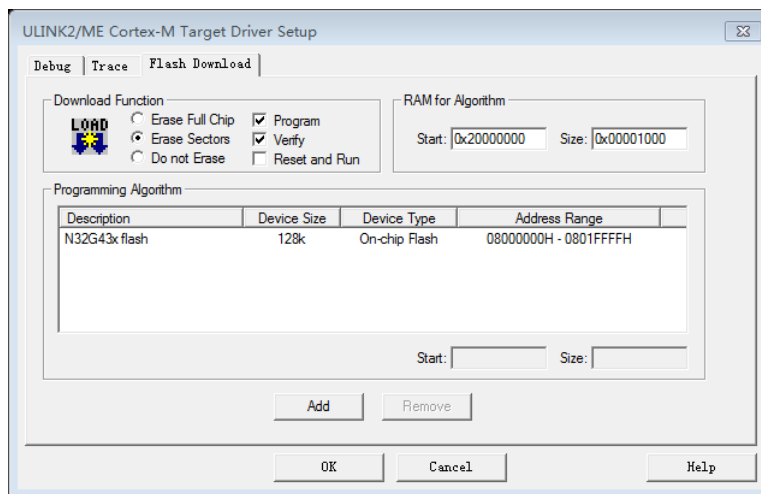 ULINK2/ME Cortex-M Target Driver Setup
Debug Trace Flash Download
Download Function
LOAD
Erase Full Chip
Erase Sectors
Do not Erase
Program
Verify
Reset and Run
RAM for Algorithm
Start: 0x20000000 Size: 0x00001000
Programming Algorithm
Description Device Size Device Type Address Range
N32G43x flash 128k On-chip Flash 08000000H - 0801FFFFH
Start: Size:
Add Remove
OK Cancel Help